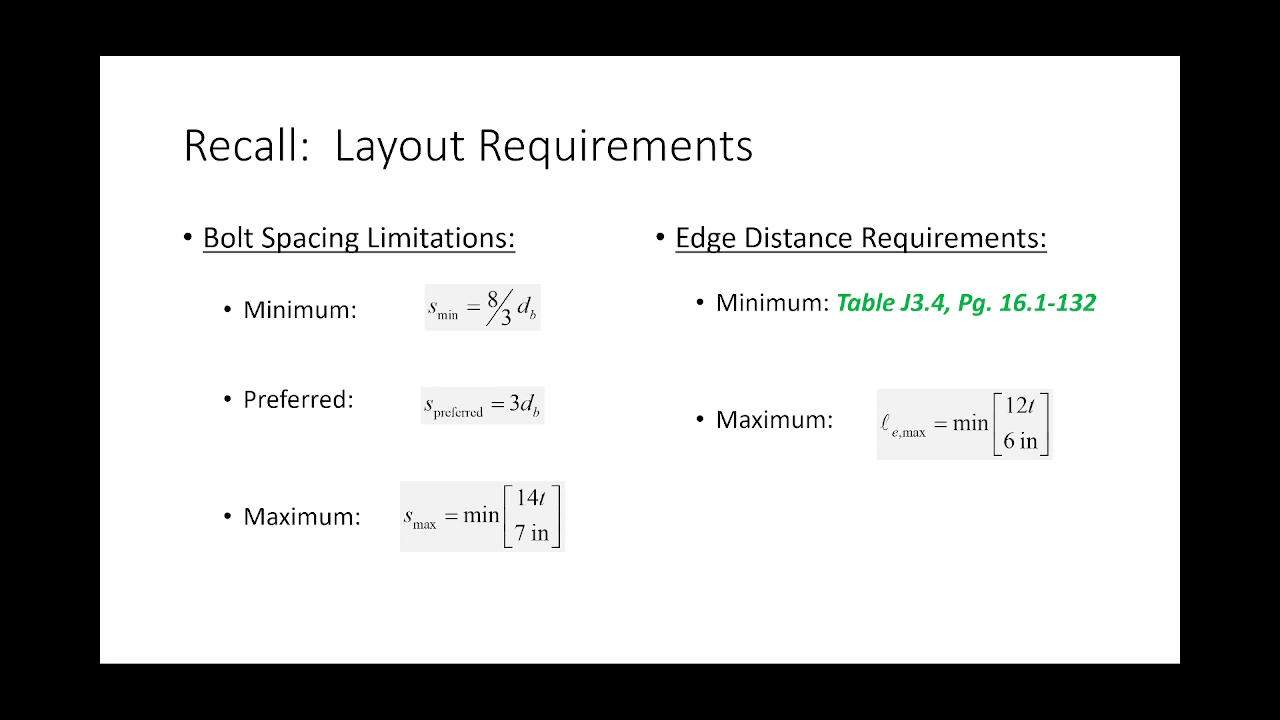 Recall: Layout Requirements
• Bolt Spacing Limitations:
• Minimum: s_min = 8/3 d_b
• Preferred: s_preferred = 3d_b
• Maximum: s_max = min[14t
7 in]
• Edge Distance Requirements:
• Minimum: Table J3.4, Pg. 16.1-132
• Maximum: ℓ_e,max = min[12t
6 in]